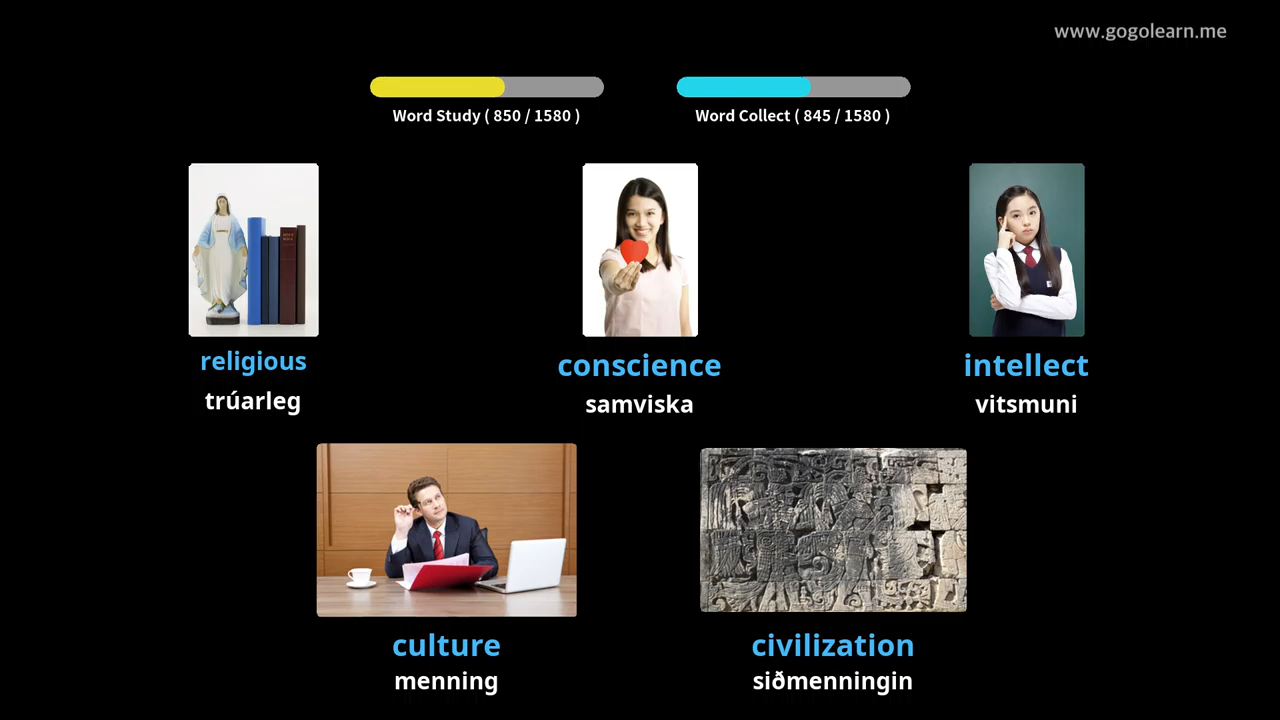 www.gogolearn.me
Word Study ( 850 / 1580 )
Word Collect ( 845 / 1580 )
religious
trúarleg
conscience
samviska
intellect
vitsmuni
culture
menning
civilization
siðmenningin